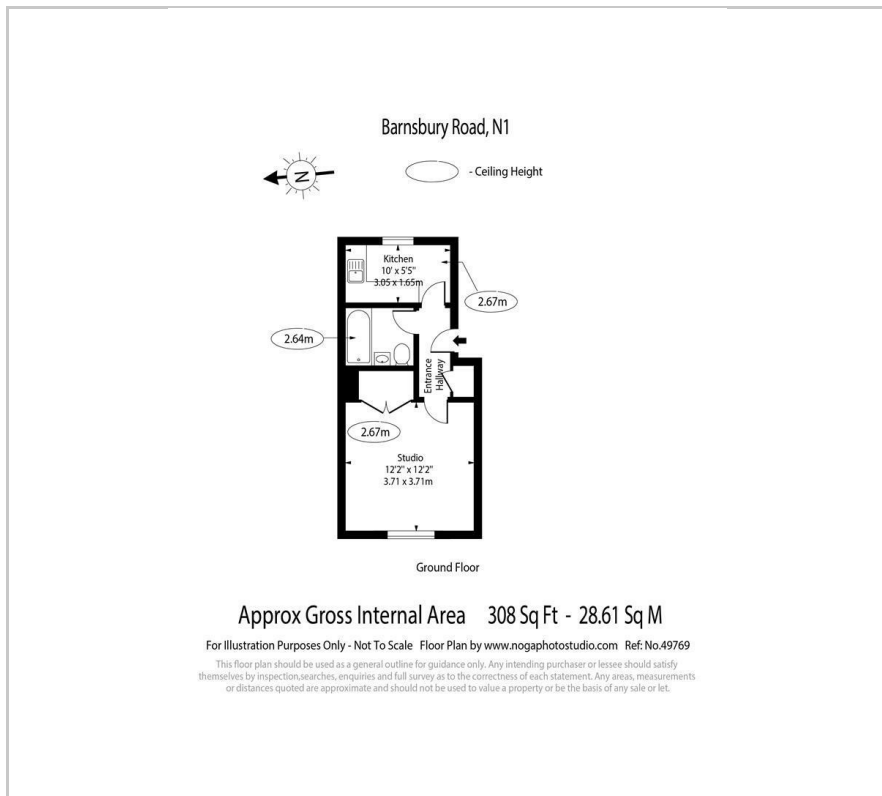 Barnsbury Road, N1
N
- Ceiling Height
Kitchen
10' x 5'5"
3.05 x 1.65m
2.67m
2.64m
Entrance
Hallway
2.67m
Studio
12'2" x 12'2"
3.71 x 3.71m
Ground Floor
Approx Gross Internal Area 308 Sq Ft - 28.61 Sq M
For Illustration Purposes Only - Not To Scale Floor Plan by www.nogaphotostudio.com Ref: No.49769
This floor plan should be used as a general outline for guidance only. Any intending purchaser or lessee should satisfy
themselves by inspection,searches, enquiries and full survey as to the correctness of each statement. Any areas, measurements
or distances quoted are approximate and should not be used to value a property or be the basis of any sale or let.